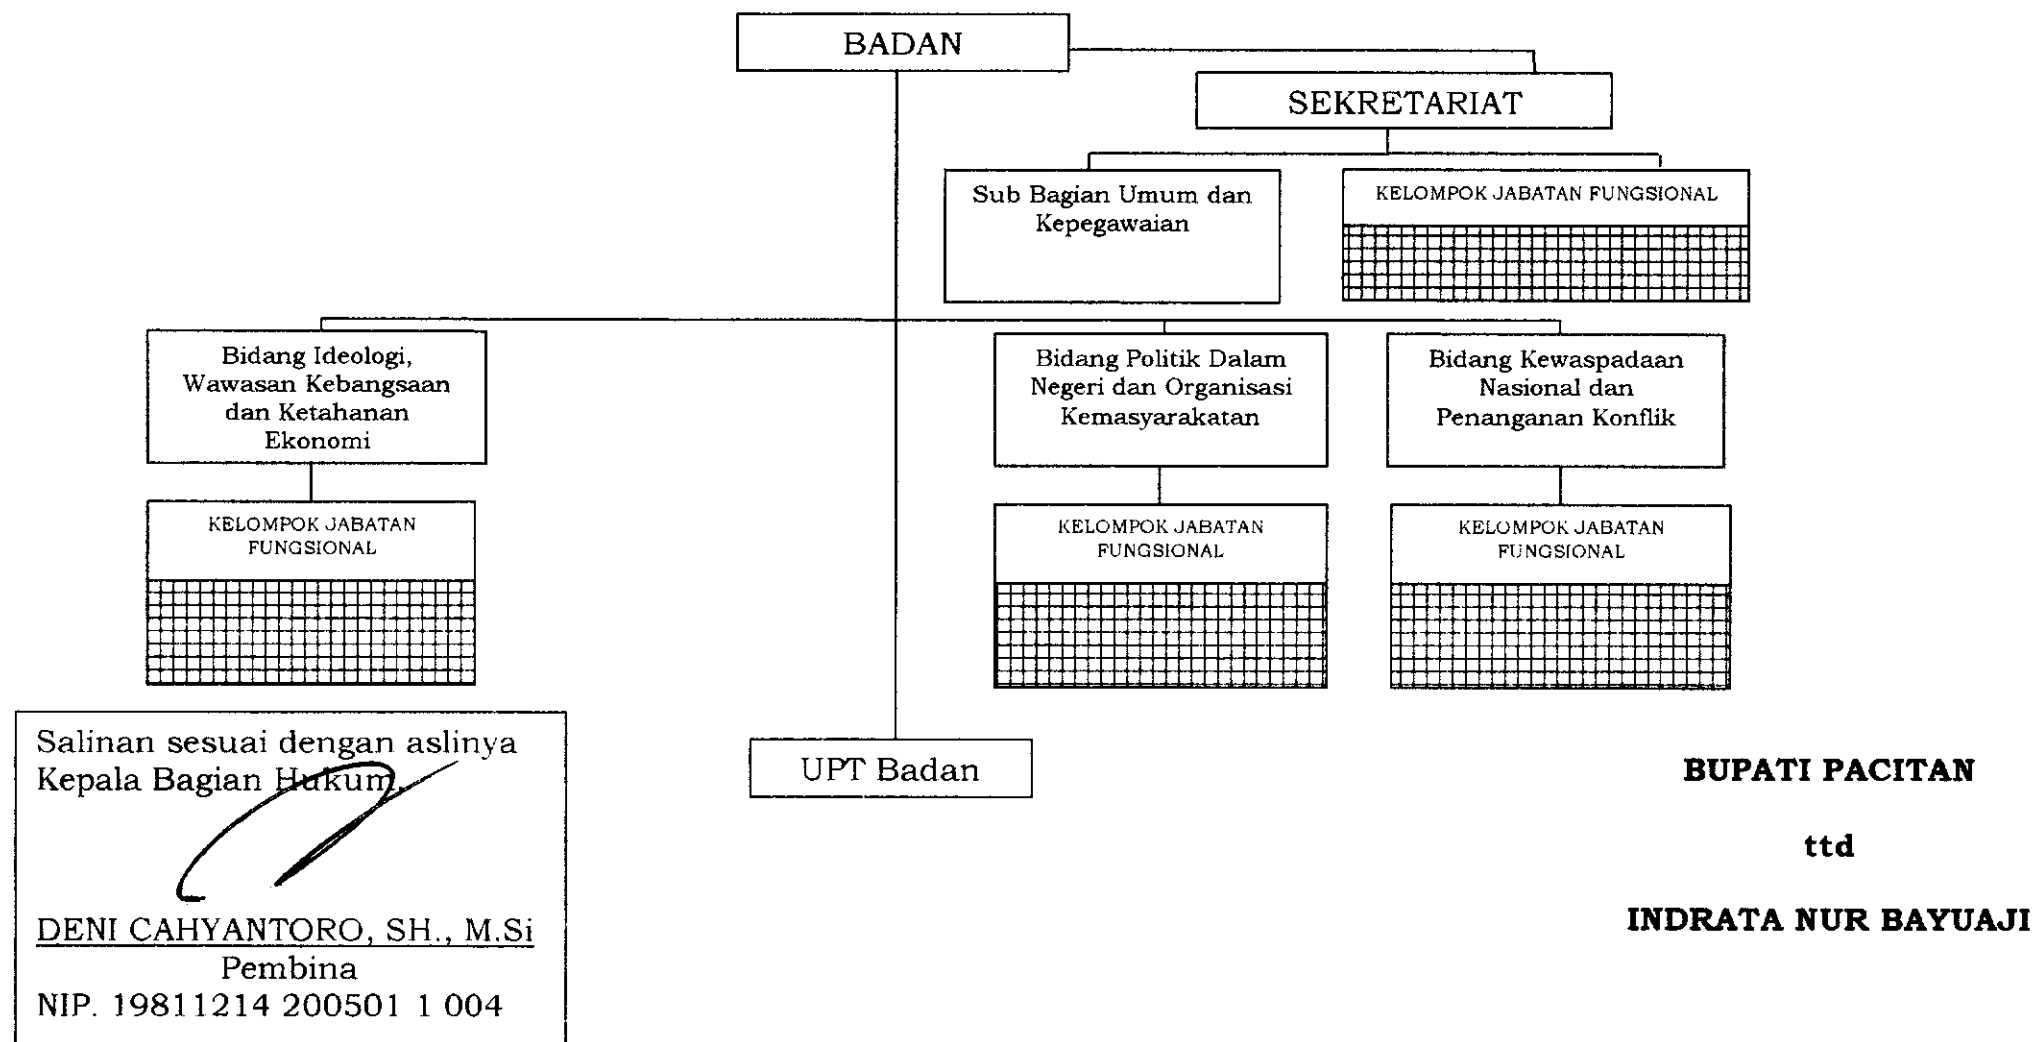 BADAN
SEKRETARIAT
Sub Bagian Umum dan
Kepegawaian
KELOMPOK JABATAN FUNGSIONAL
Bidang Ideologi,
Wawasan Kebangsaan
dan Ketahanan
Ekonomi
Bidang Politik Dalam
Negeri dan Organisasi
Kemasyarakatan
Bidang Kewaspadaan
Nasional dan
Penanganan Konflik
KELOMPOK JABATAN
FUNGSIONAL
KELOMPOK JABATAN
FUNGSIONAL
KELOMPOK JABATAN
FUNGSIONAL
Salinan sesuai dengan aslinya
Kepala Bagian Hukum,
DENI CAHYANTORO, SH., M.Si
Pembina
NIP. 19811214 200501 1 004
UPT Badan
BUPATI PACITAN
ttd
INDRATA NUR BAYUAJI